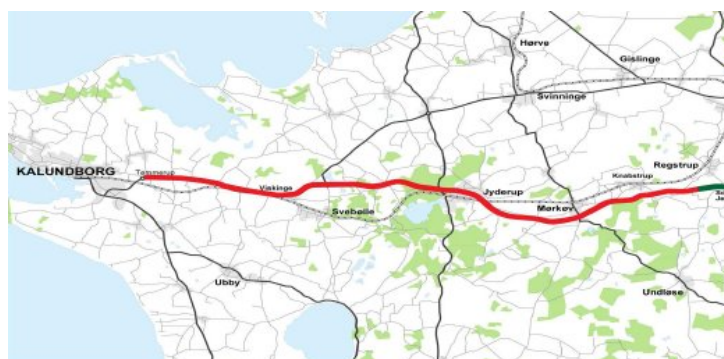 Hørve
Gislinge
Svinninge
Regstrup
KALUNDBORG
Tømmerup
Knabstrup
Viskinge
Jyderup
Svebølle
Mørkøv
Ubby
Undløse